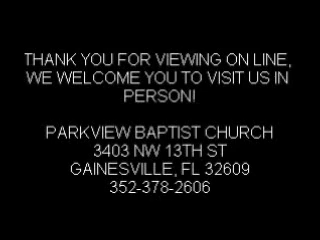 THANK YOU FOR VIEWING ON LINE,
WE WELCOME YOU TO VISIT US IN
PERSON!
PARKVIEW BAPTIST CHURCH
3403 NW 13TH ST
GAINESVILLE, FL 32609
352-378-2606